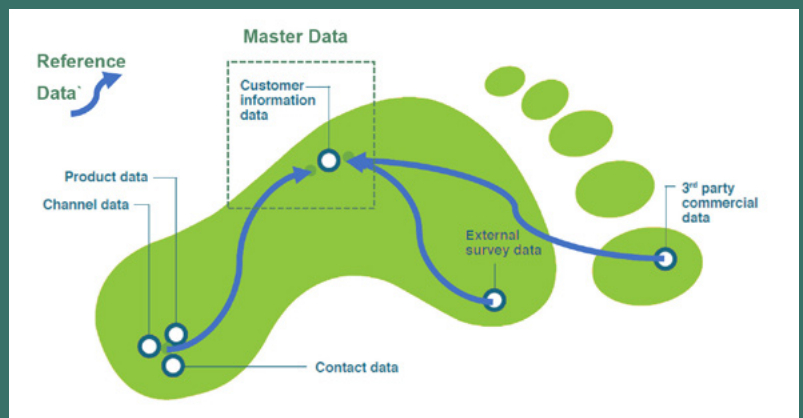 Master Data
Reference
Data`
Customer
information
data
Product data
Channel data
3rd party
commercial
data
External
survey data
Contact data